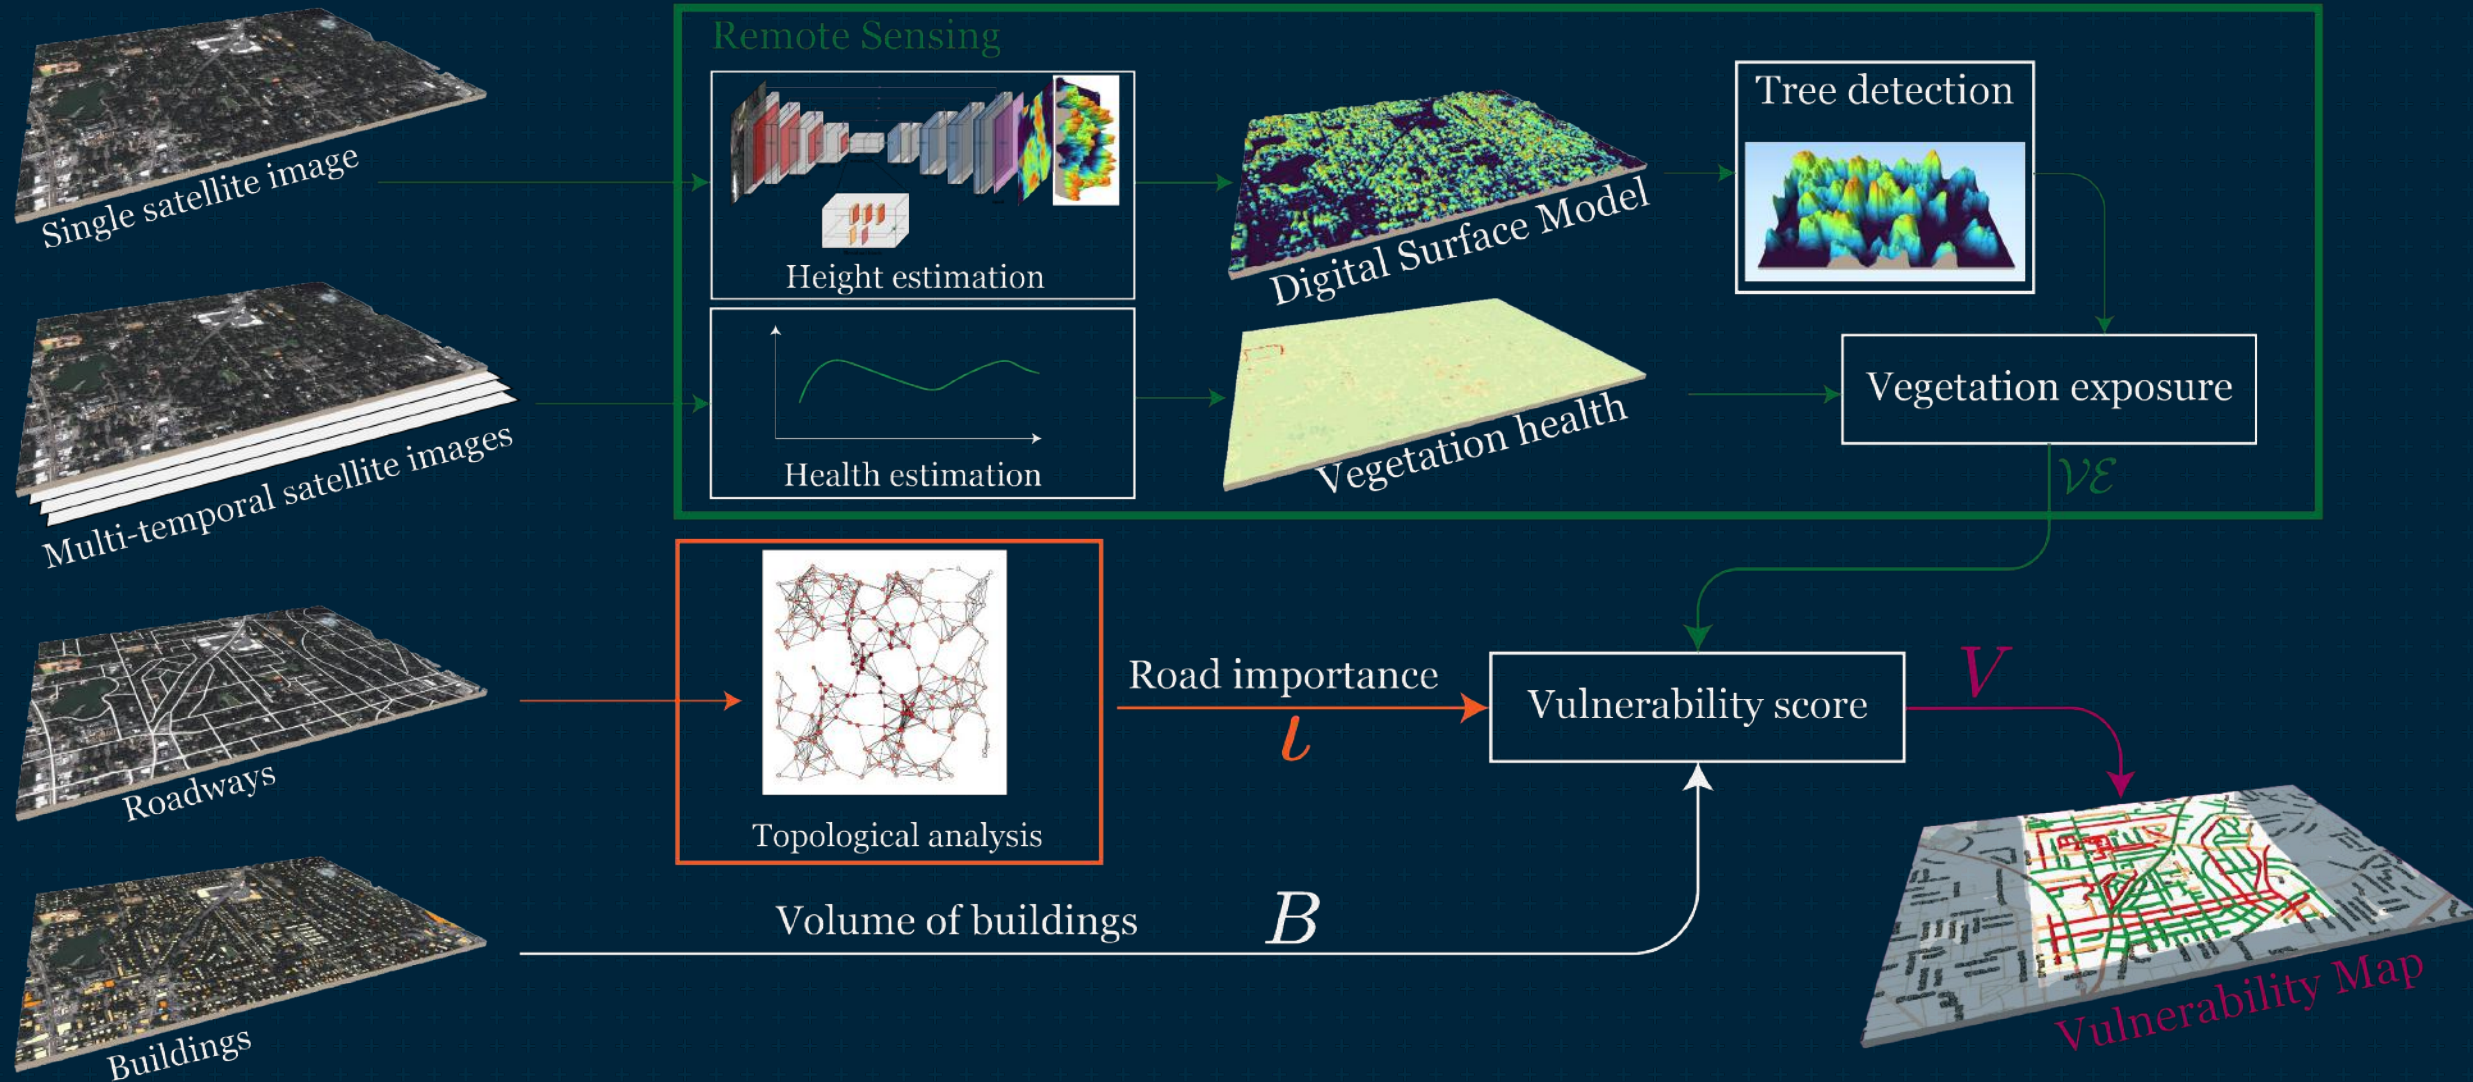 Remote Sensing
Single satellite image
Height estimation
Digital Surface Model
Tree detection
Multi-temporal satellite images
Health estimation
Vegetation health
Vegetation exposure
𝒱ℰ
Roadways
Topological analysis
Road importance
ι
Vulnerability score
V
Buildings
Volume of buildings
B
Vulnerability Map